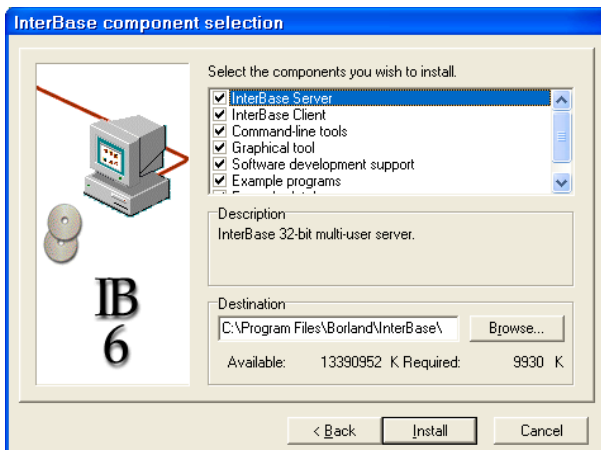 InterBase component selection
Select the components you wish to install.
InterBase Server
InterBase Client
Command-line tools
Graphical tool
Software development support
Example programs
Description
InterBase 32-bit multi-user server.
IB
6
Destination
C:\Program Files\Borland\InterBase\ Browse...
Available: 13390952 K Required: 9930 K
< Back Install Cancel